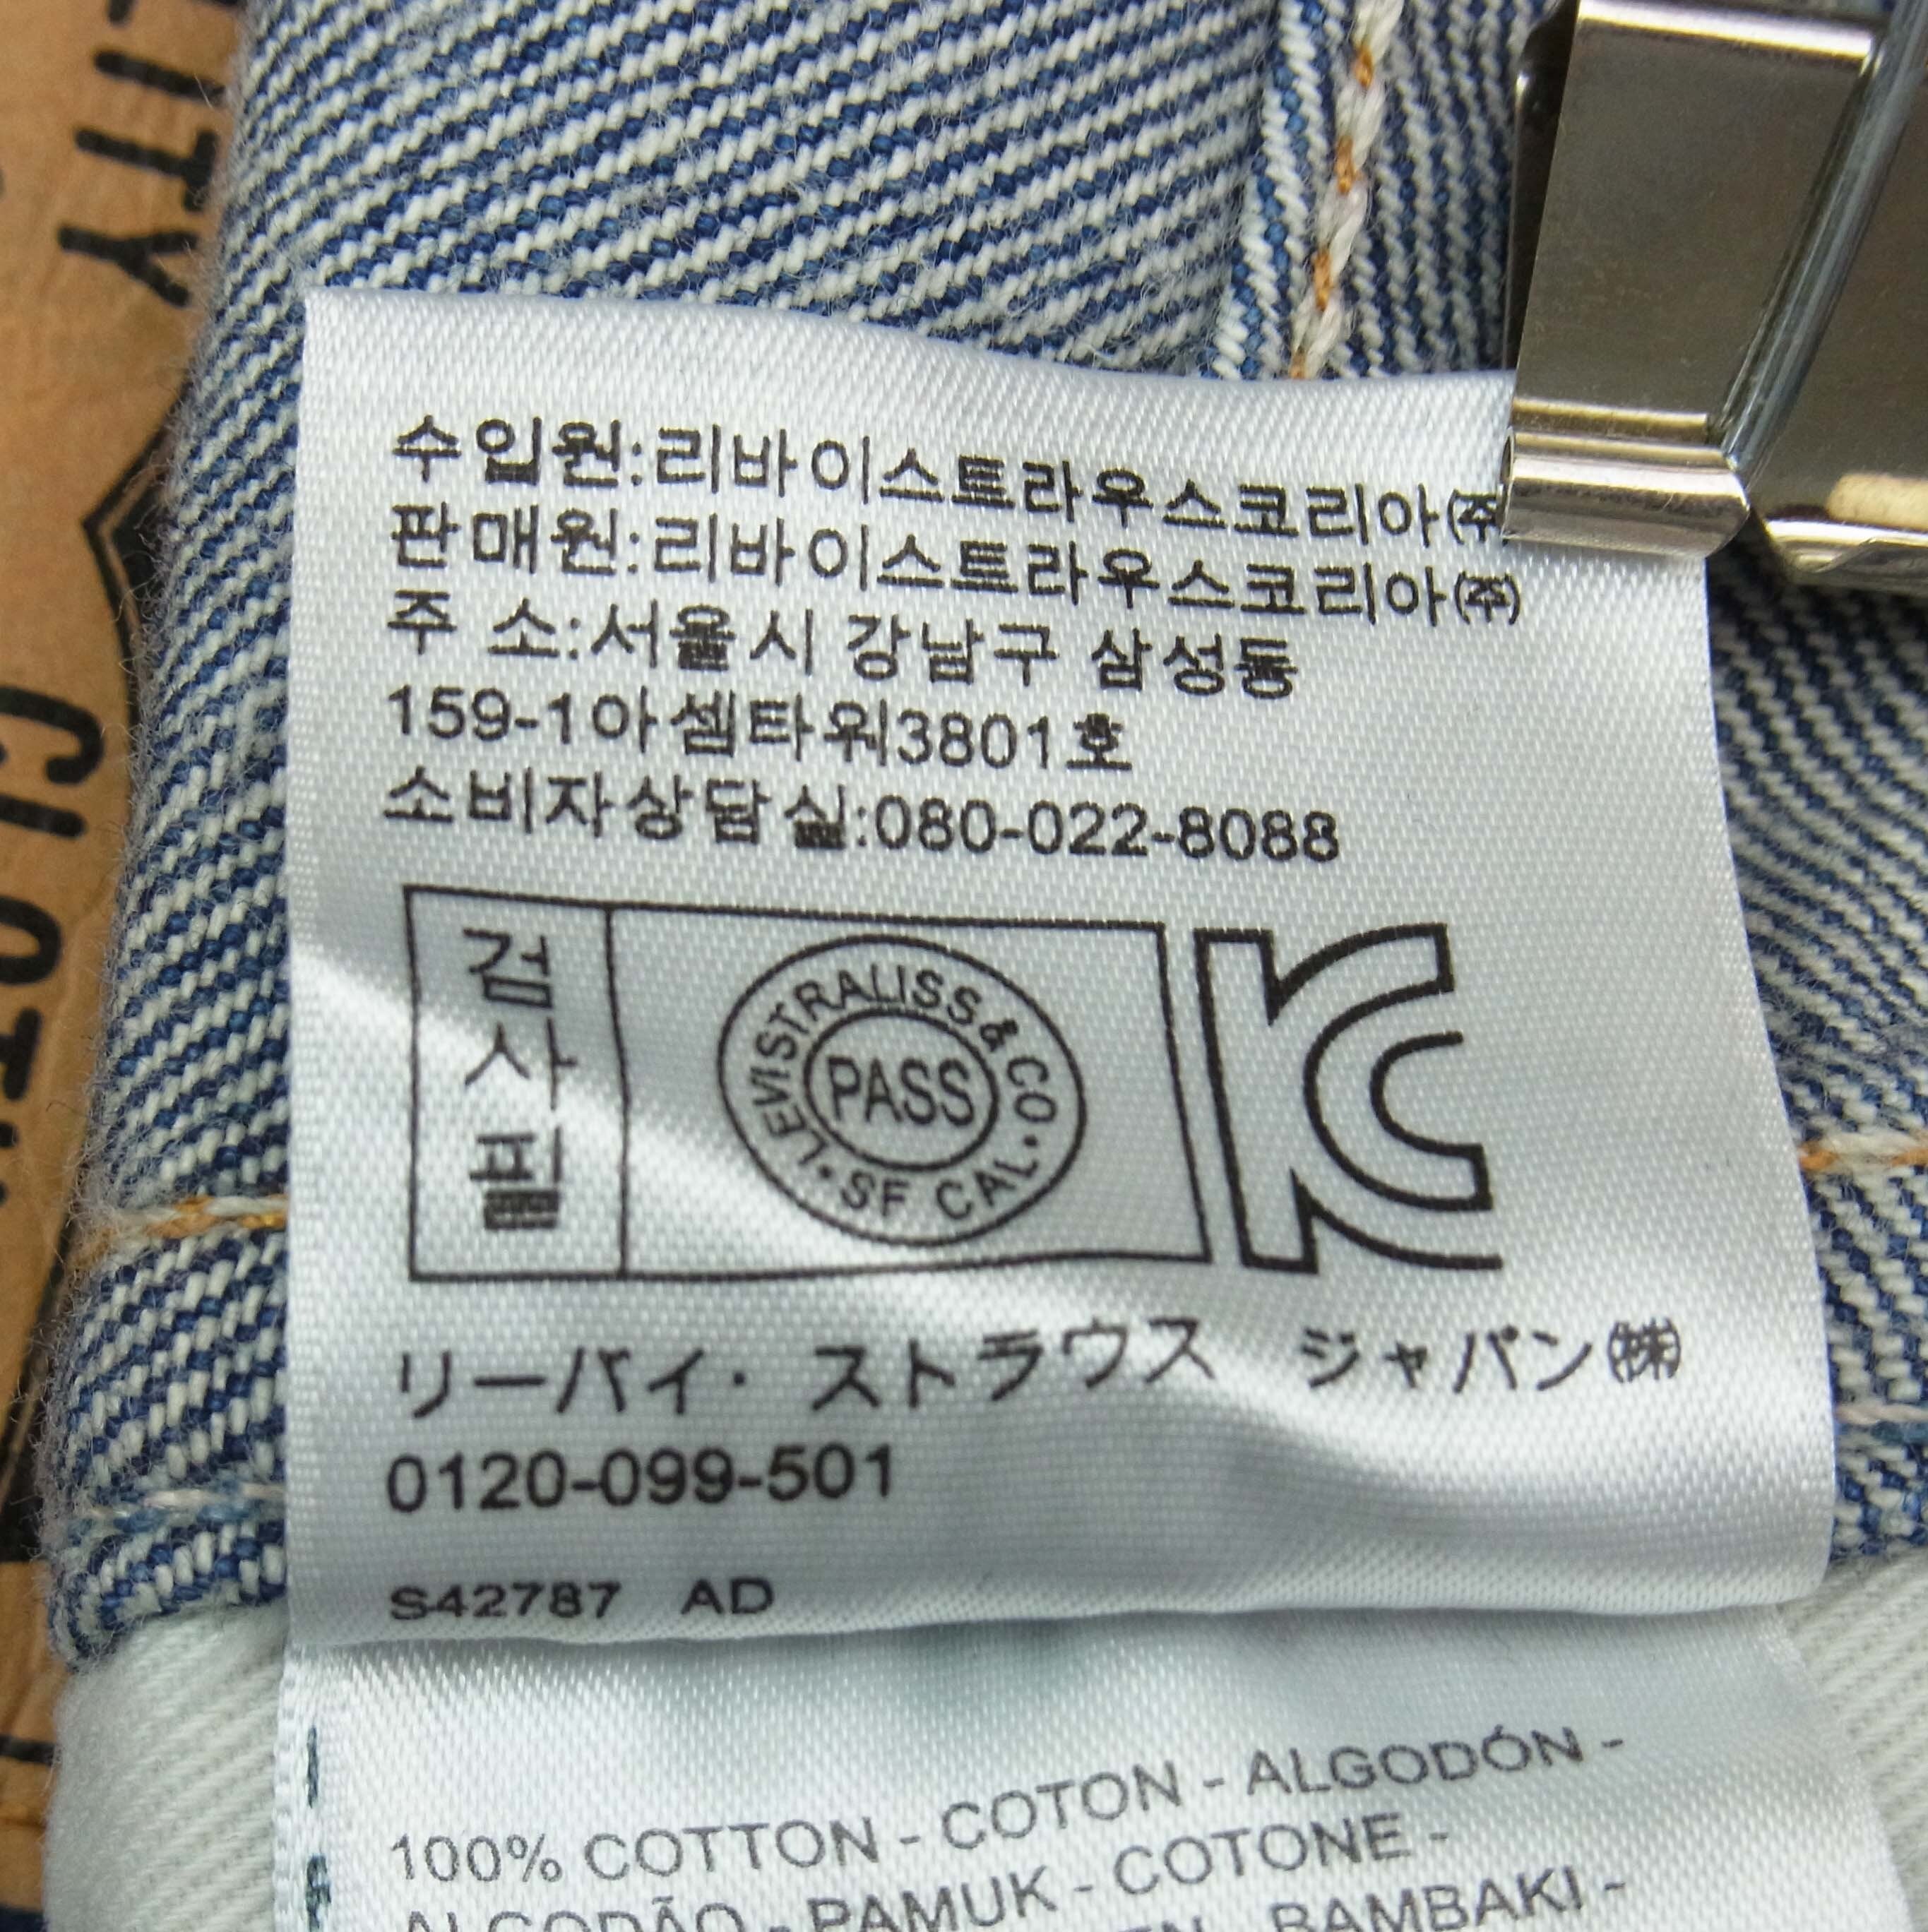 수입원:리바이스트라우스코리아(주
판매원:리바이스트라우스코리아(주)
주 소:서울시 강남구 삼성동
159-1아셈타워3801호
소비자상담실:080-022-8088
검사필
LEVISTRAUSS & CO. • SF CAL •
PASS
KC
リーバイ・ストラウス ジャパン㈱
0120-099-501
S42787 AD
100% COTTON - COTON - ALGODÓN -
ALGODÃO - PAMUK - COTONE -
BAMBAKI -